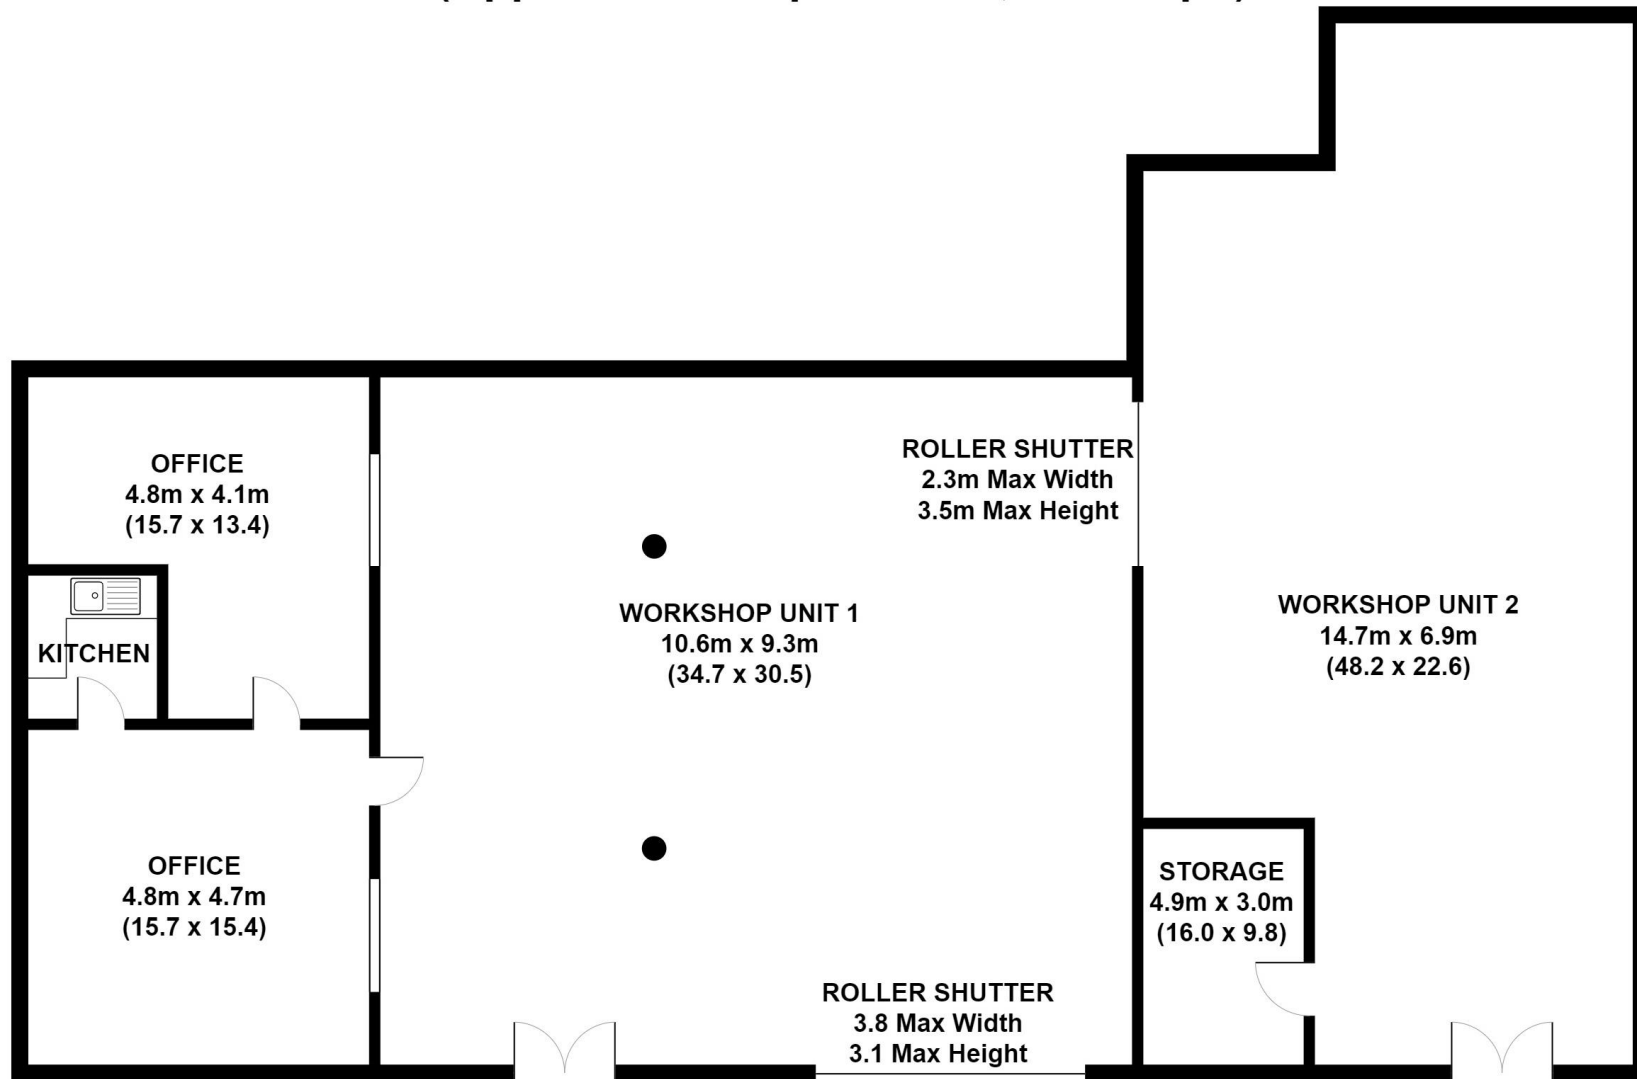 OFFICE
4.8m x 4.1m
(15.7 x 13.4)
ROLLER SHUTTER
2.3m Max Width
3.5m Max Height
WORKSHOP UNIT 1
10.6m x 9.3m
(34.7 x 30.5)
WORKSHOP UNIT 2
14.7m x 6.9m
(48.2 x 22.6)
KITCHEN
OFFICE
4.8m x 4.7m
(15.7 x 15.4)
STORAGE
4.9m x 3.0m
(16.0 x 9.8)
ROLLER SHUTTER
3.8 Max Width
3.1 Max Height